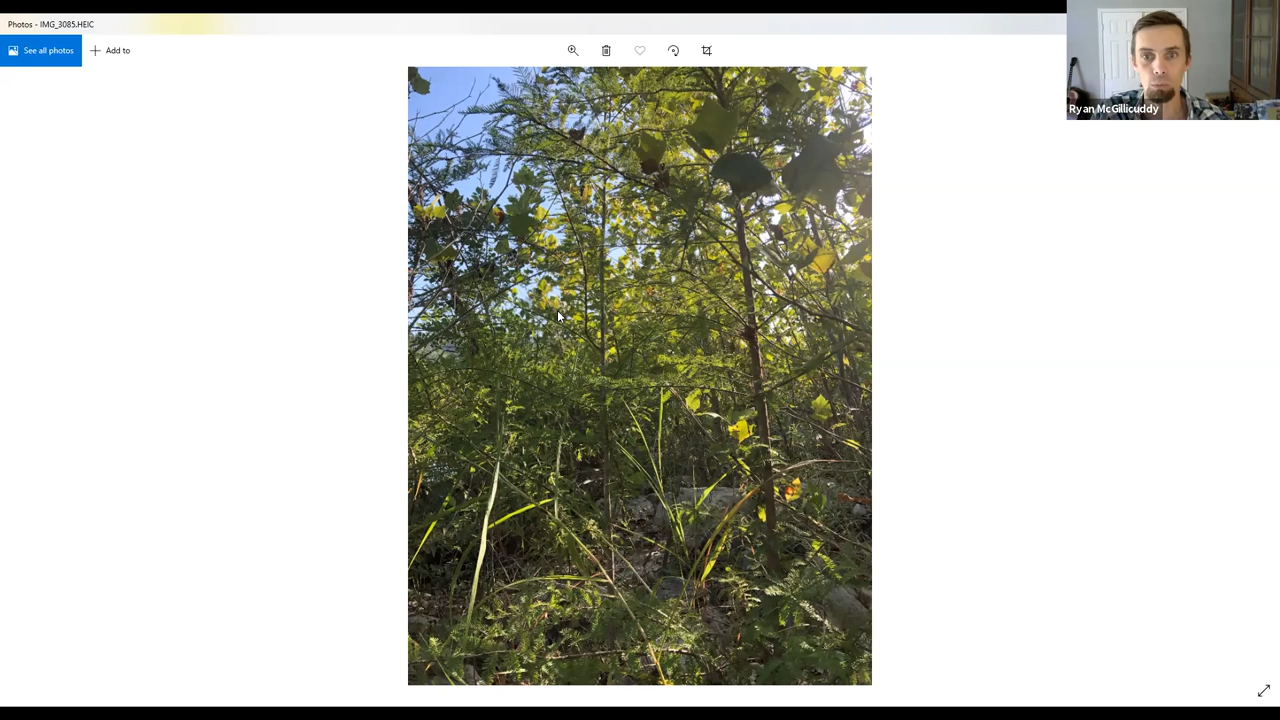 Photos - IMG_3085.HEIC
See all photos
Add to
Ryan McGillicuddy